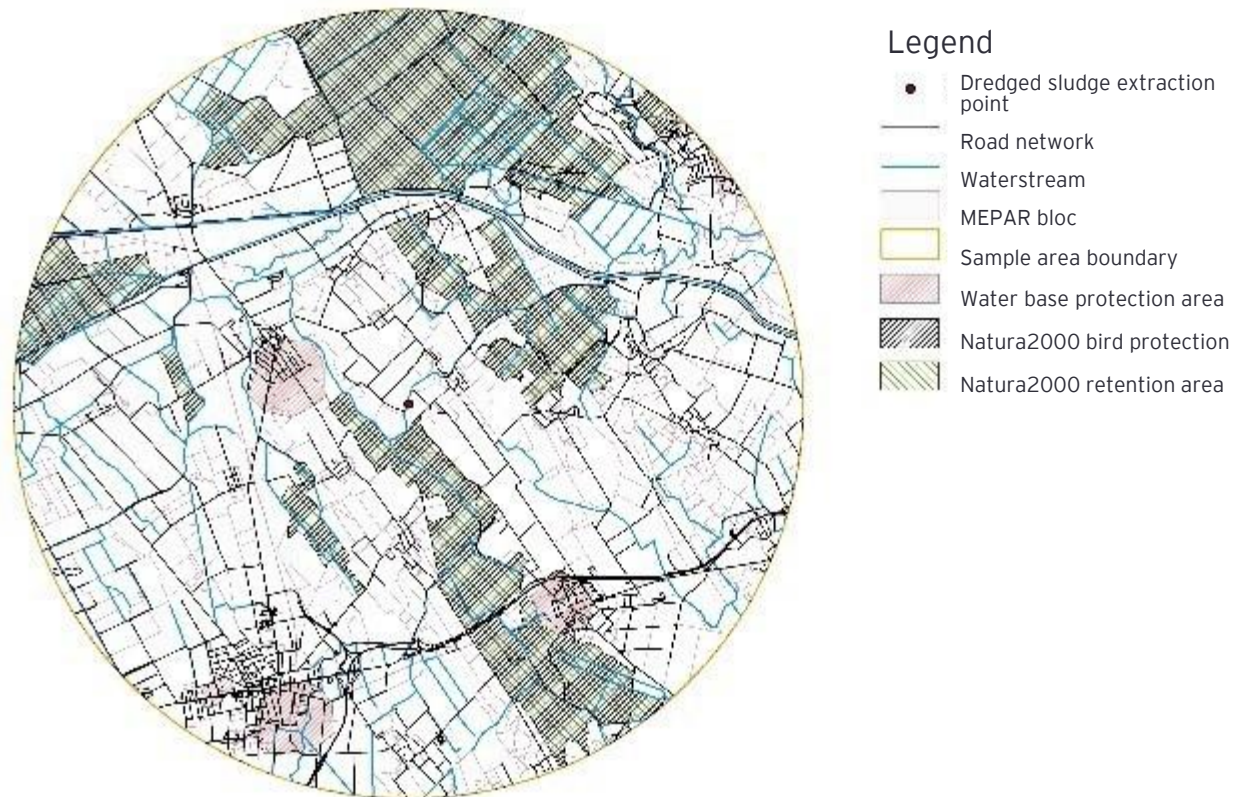 Legend
Dredged sludge extraction
point
Road network
Waterstream
MEPAR bloc
Sample area boundary
Water base protection area
Natura2000 bird protection
Natura2000 retention area